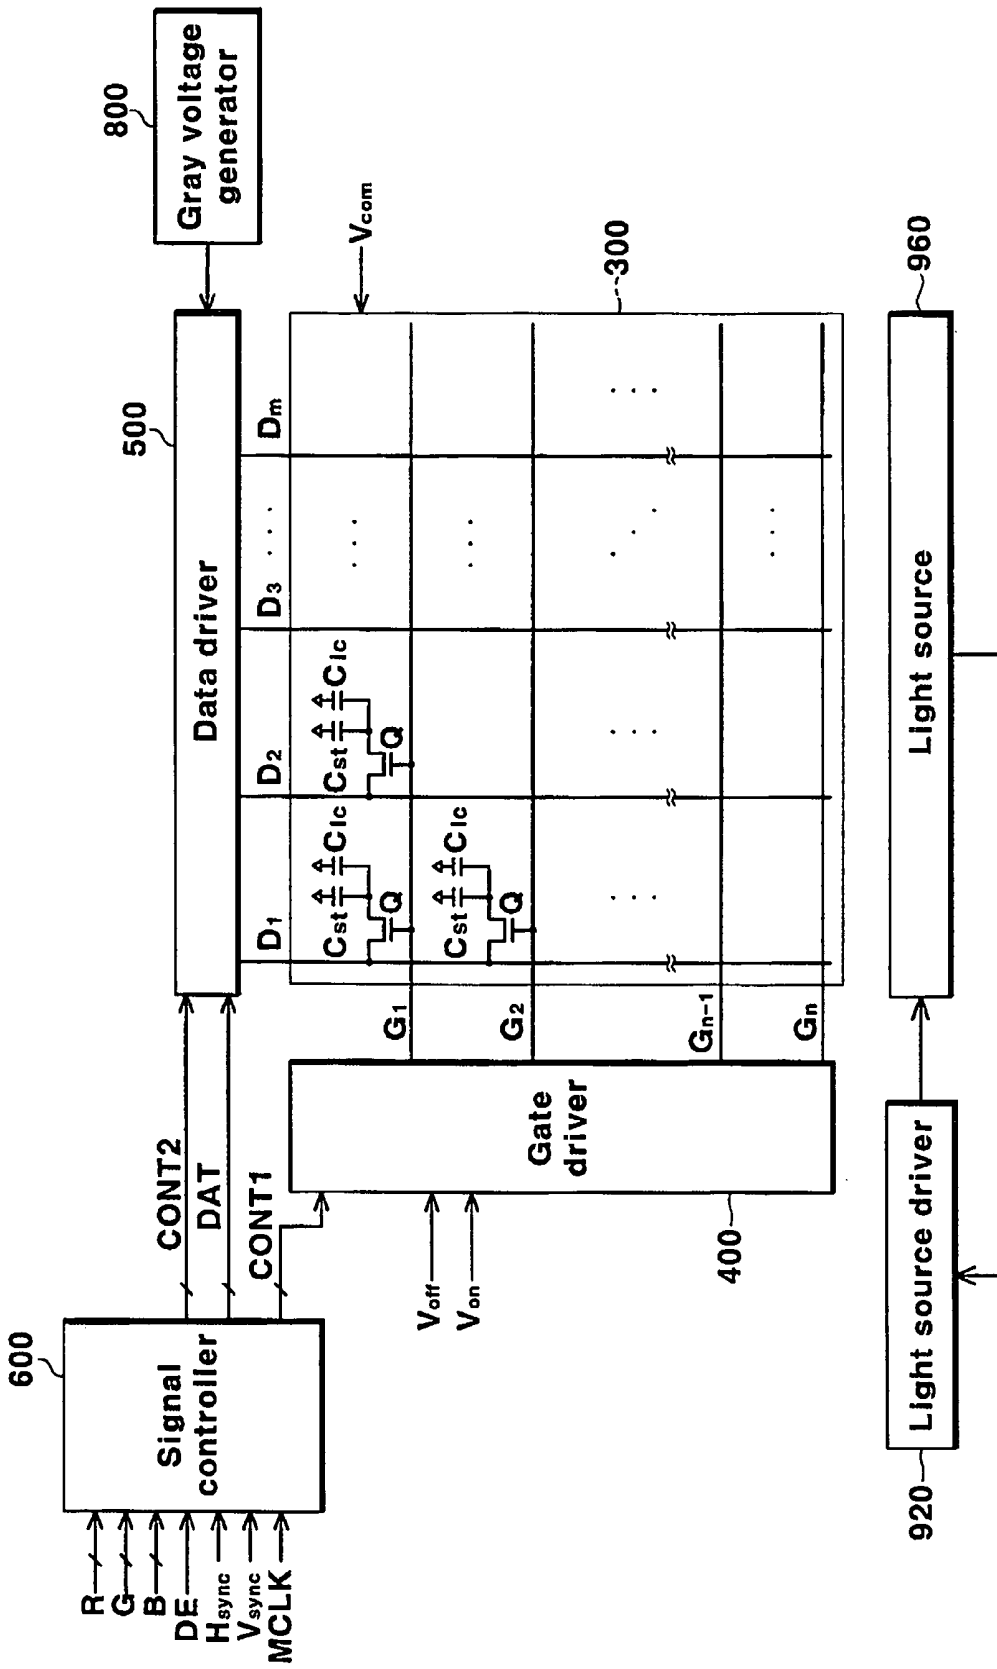 800
Gray voltage
generator
500
Data driver
600
Signal
controller
R
G
B
DE
Hsync
Vsync
MCLK
CONT2
DAT
CONT1
Voff
Von
400
Gate
driver
G1
G2
Gn-1
Gn
D1
D2
D3
...
Dm
Vcom
300
Cst
Clc
Q
Cst
Clc
Q
Cst
Clc
Q
920
Light source driver
960
Light source